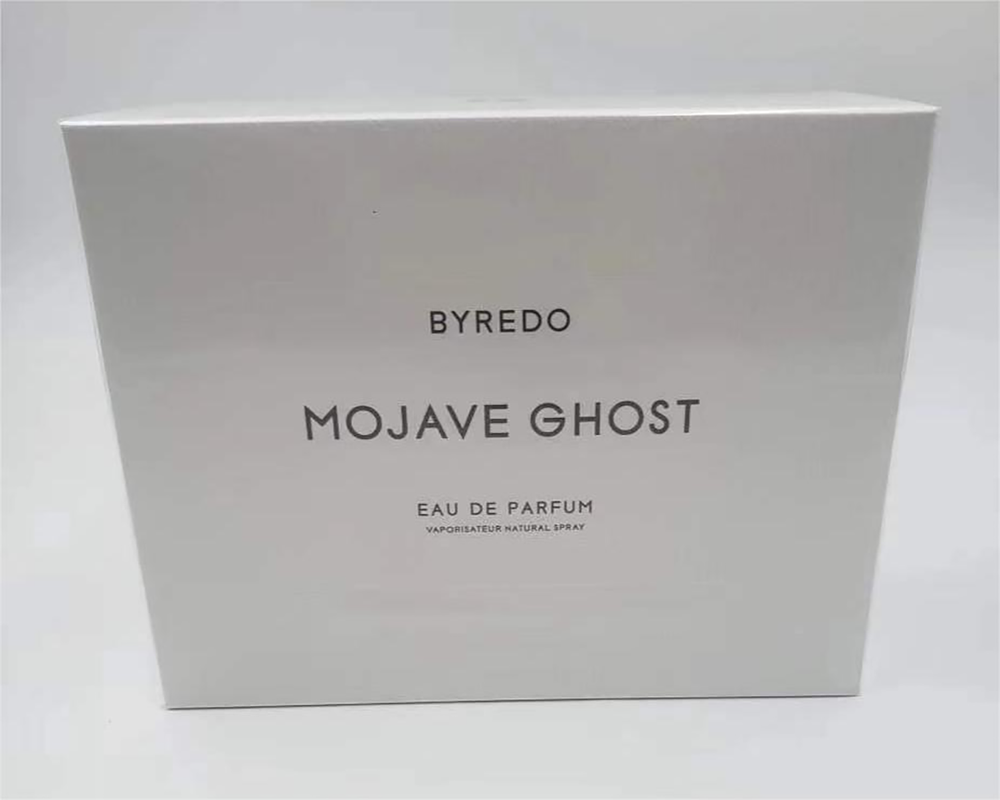 BYREDO
MOJAVE GHOST
EAU DE PARFUM
VAPORISATEUR NATURAL SPRAY